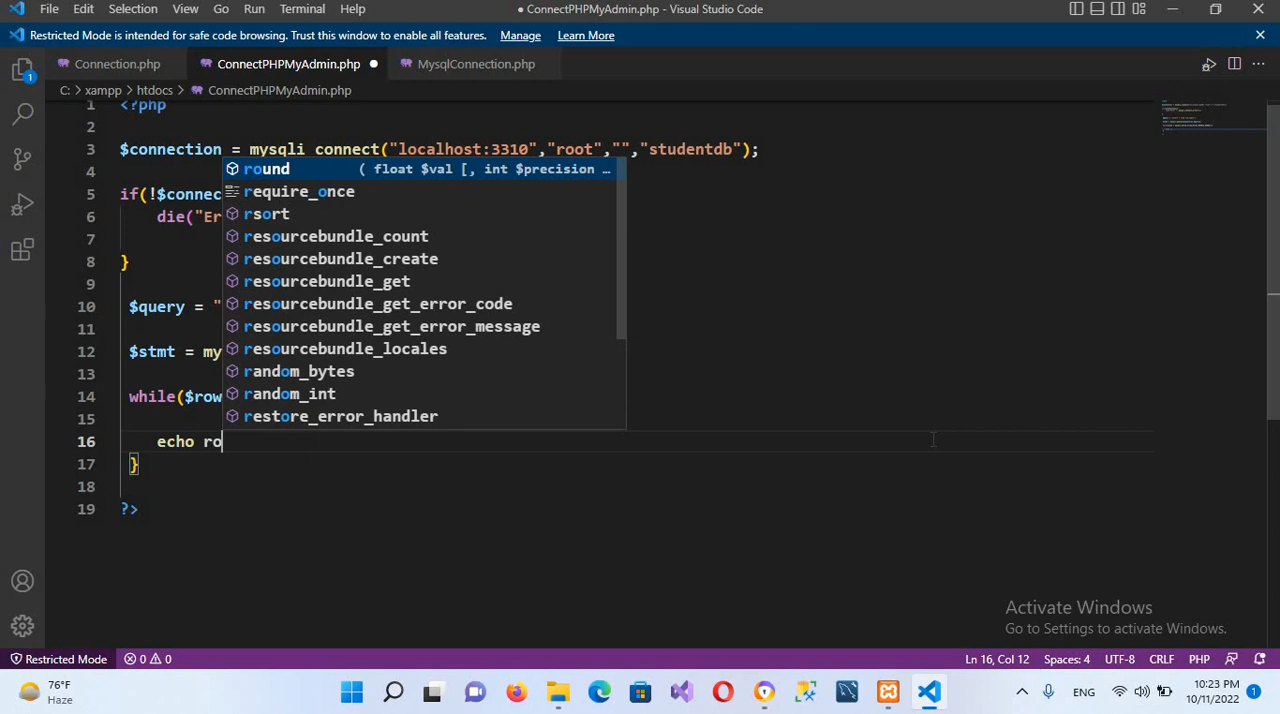 File Edit Selection View Go Run Terminal Help ● ConnectPHPMyAdmin.php - Visual Studio Code
Restricted Mode is intended for safe code browsing. Trust this window to enable all features. Manage Learn More
Connection.php ConnectPHPMyAdmin.php ● MysqlConnection.php
C: > xampp > htdocs > ConnectPHPMyAdmin.php
1 <?php
2
3 $connection = mysqli connect("localhost:3310","root","","studentdb");
4
round ( float $val [, int $precision …
5 if(!$connec
require_once
6 die("Er
rsort
7
resourcebundle_count
8 }
resourcebundle_create
9
resourcebundle_get
10 $query = "
resourcebundle_get_error_code
11
resourcebundle_get_error_message
12 $stmt = my
resourcebundle_locales
13
random_bytes
14 while($row
random_int
15
restore_error_handler
16 echo ro
17 }
18
19 ?>
Activate Windows
Go to Settings to activate Windows.
Restricted Mode 0 0 Ln 16, Col 12 Spaces: 4 UTF-8 CRLF PHP
76°F
Haze
ENG
10:23 PM
10/11/2022
1
1